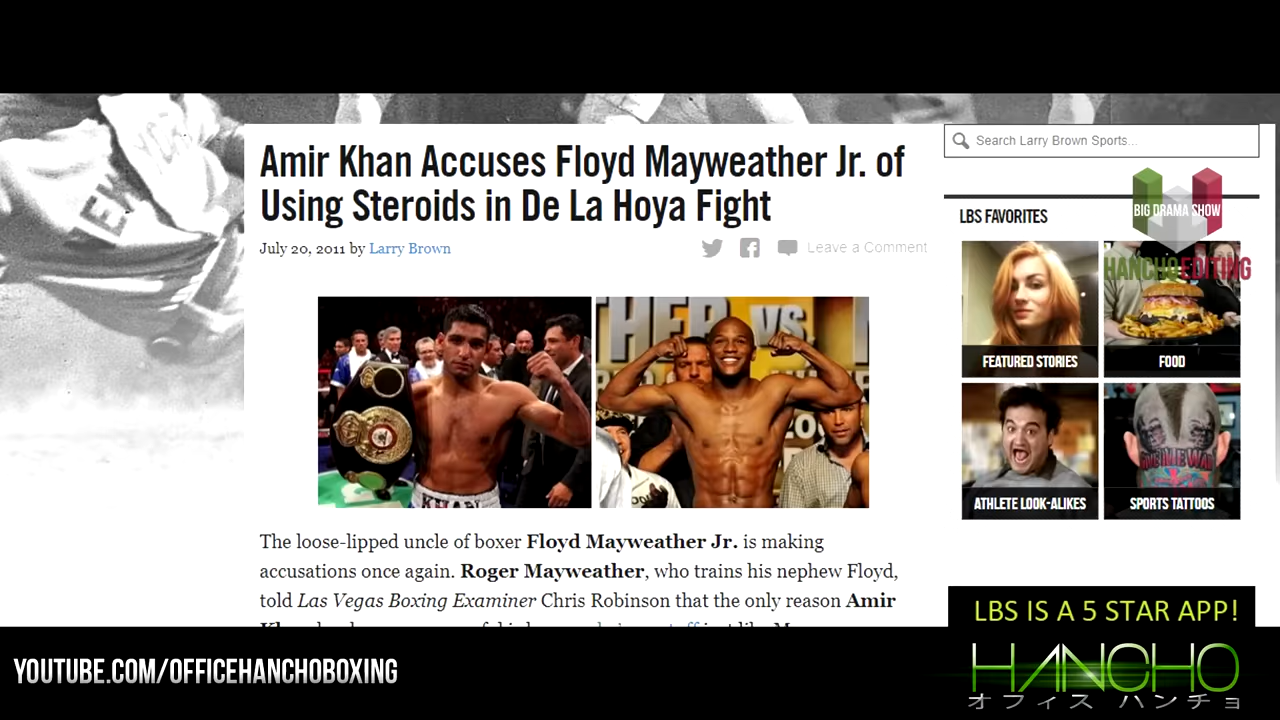 Amir Khan Accuses Floyd Mayweather Jr. of
Using Steroids in De La Hoya Fight
July 20, 2011 by Larry Brown
Leave a Comment
The loose-lipped uncle of boxer Floyd Mayweather Jr. is making
accusations once again. Roger Mayweather, who trains his nephew Floyd,
told Las Vegas Boxing Examiner Chris Robinson that the only reason Amir
Search Larry Brown Sports...
BIG DRAMA SHOW
HANCHOEDITING
LBS FAVORITES
FEATURED STORIES
FOOD
ATHLETE LOOK-ALIKES
SPORTS TATTOOS
LBS IS A 5 STAR APP!
YOUTUBE.COM/OFFICEHANCHOBOXING
HANCHO
オフィス ハンチョ